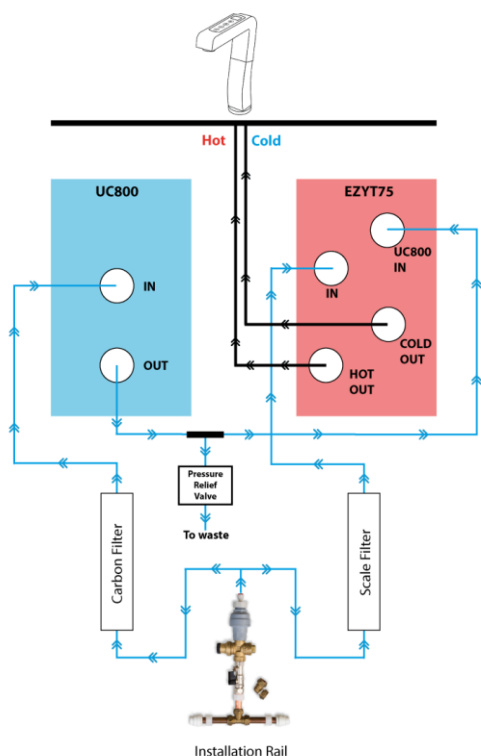 Hot
Cold
UC800
EZYT75
UC800
IN
IN
IN
COLD
OUT
OUT
HOT
OUT
Pressure
Relief
Valve
To waste
Carbon Filter
Scale Filter
Installation Rail